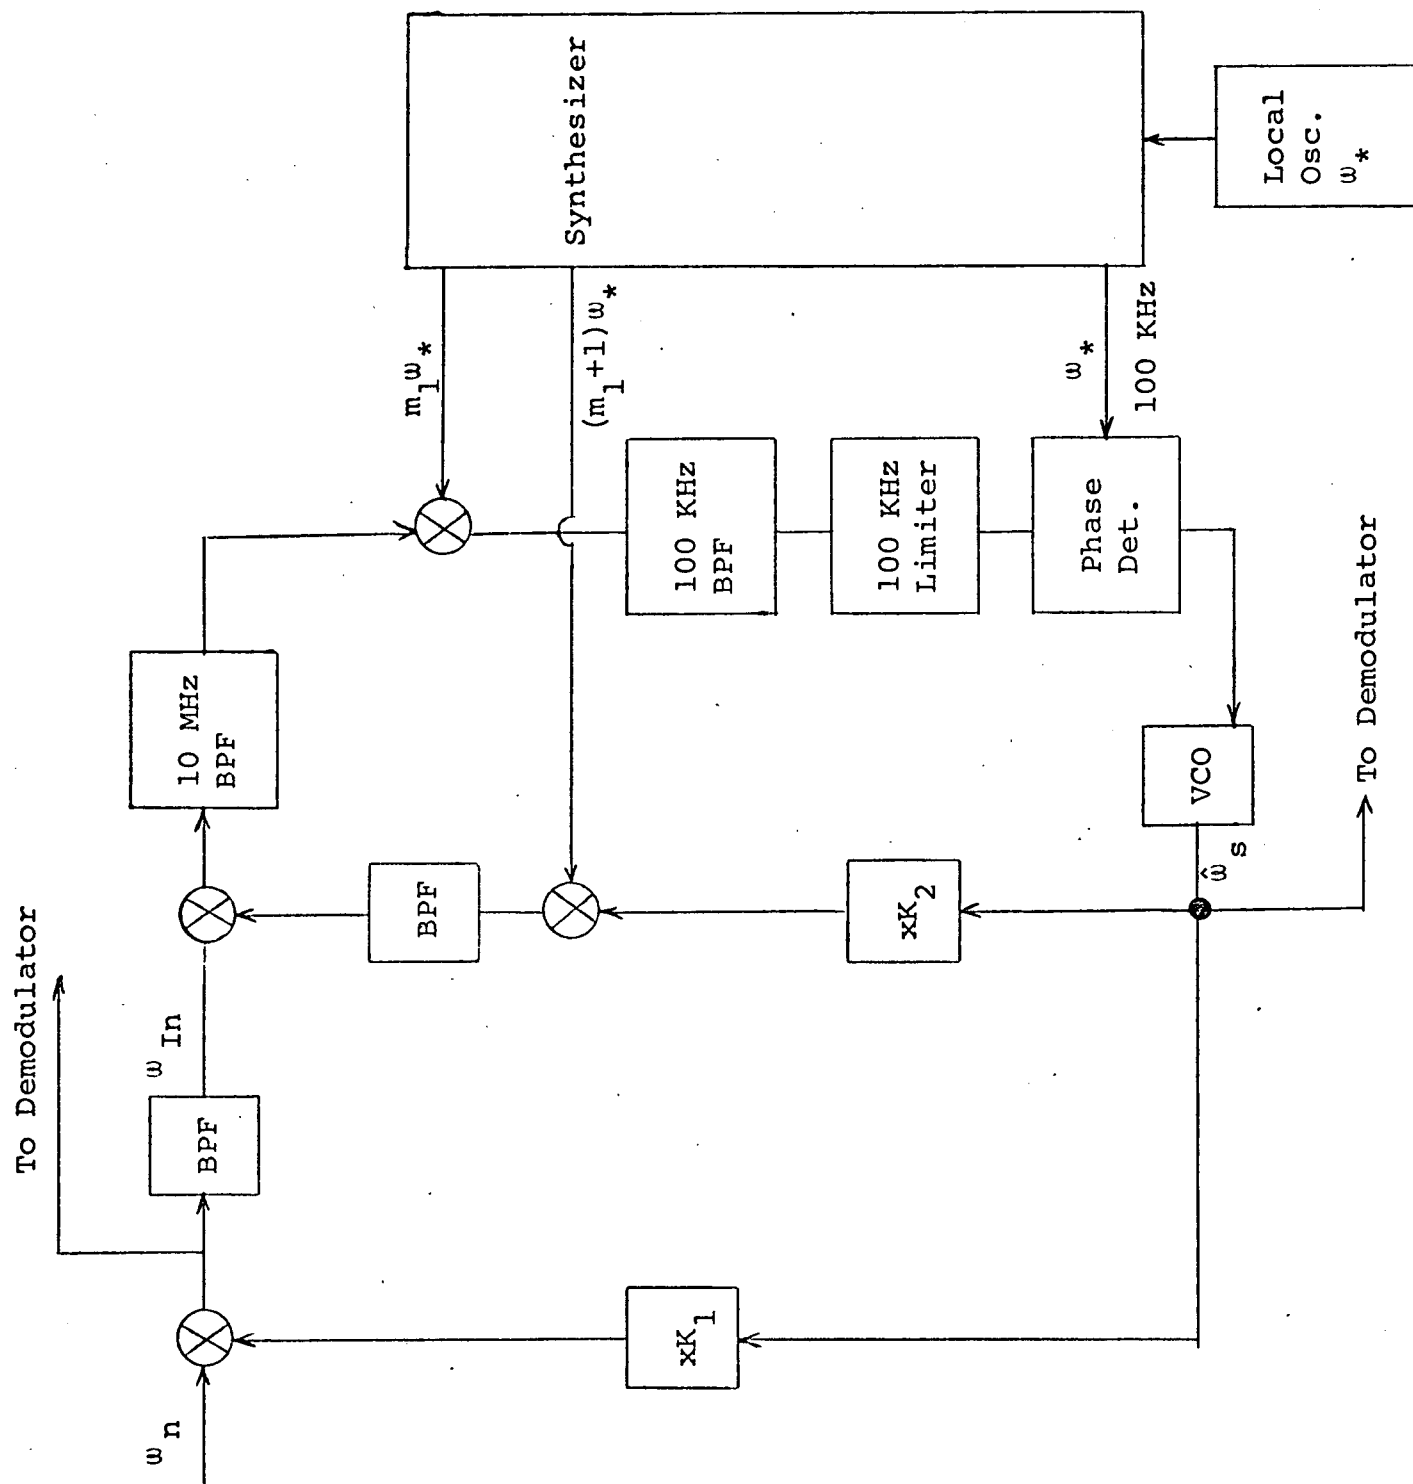 To Demodulator
ωn
BPF
ωIn
10 MHz
BPF
m1ω*
(m1+1)ω*
Synthesizer
BPF
xK1
xK2
100 KHz
BPF
100 KHz
Limiter
Phase
Det.
ω*
100 KHz
VCO
ω̂s
To Demodulator
Local
Osc.
ω*